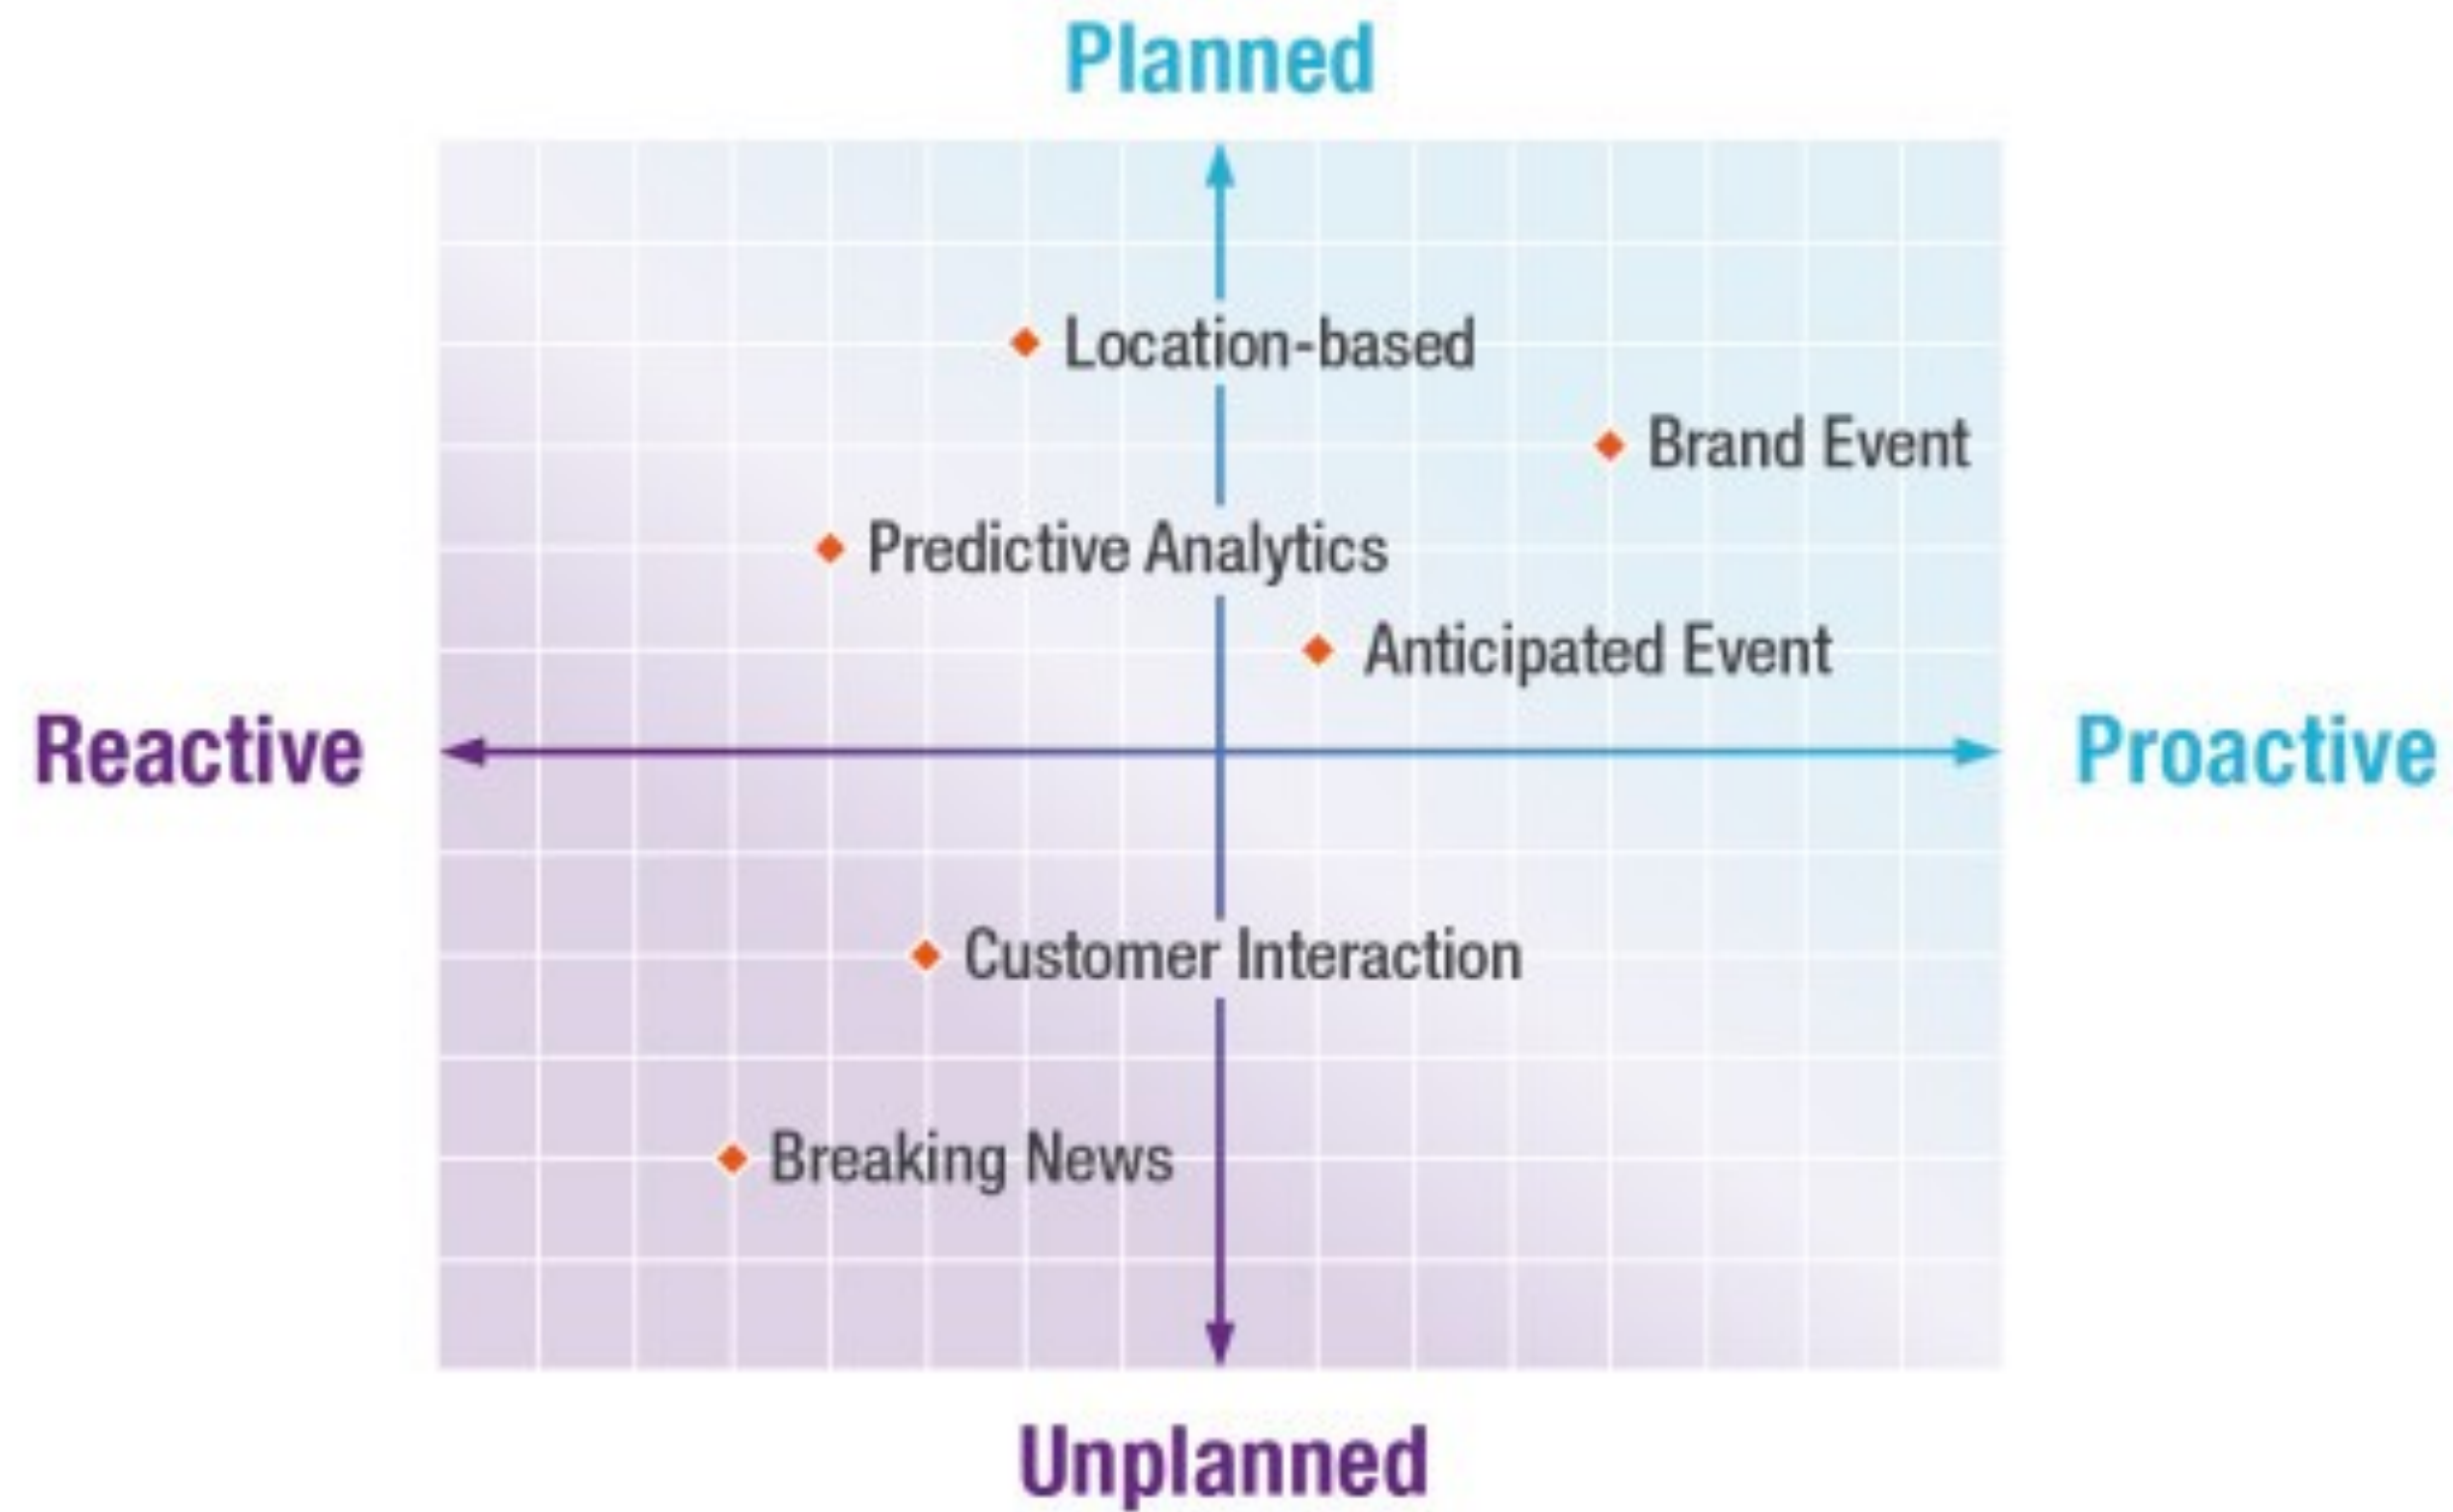 Planned
Location-based
Brand Event
Predictive Analytics
Anticipated Event
Reactive
Proactive
Customer Interaction
Breaking News
Unplanned